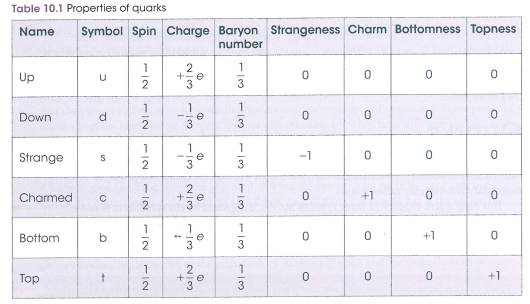 Table 10.1 Properties of quarks
Name Symbol Spin Charge Baryon number Strangeness Charm Bottomness Topness
Up u 1/2 +2/3 e 1/3 0 0 0 0
Down d 1/2 -1/3 e 1/3 0 0 0 0
Strange s 1/2 -1/3 e 1/3 -1 0 0 0
Charmed c 1/2 +2/3 e 1/3 0 +1 0 0
Bottom b 1/2 -1/3 e 1/3 0 0 +1 0
Top t 1/2 +2/3 e 1/3 0 0 0 +1